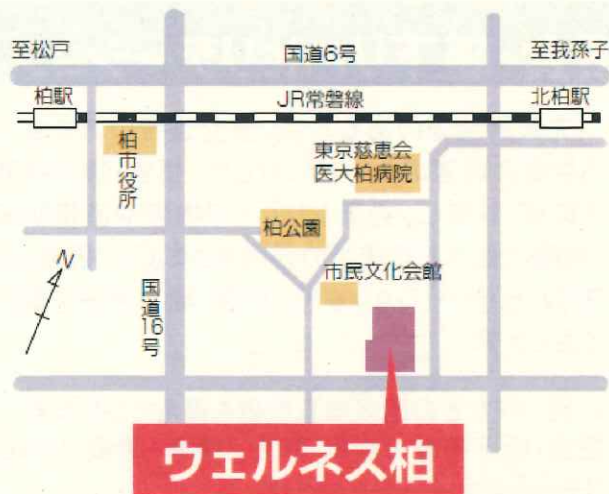 至松戸
国道6号
至我孫子
柏駅
JR常磐線
北柏駅
柏市役所
東京慈恵会
医大柏病院
柏公園
市民文化会館
N
国道16号
ウェルネス柏